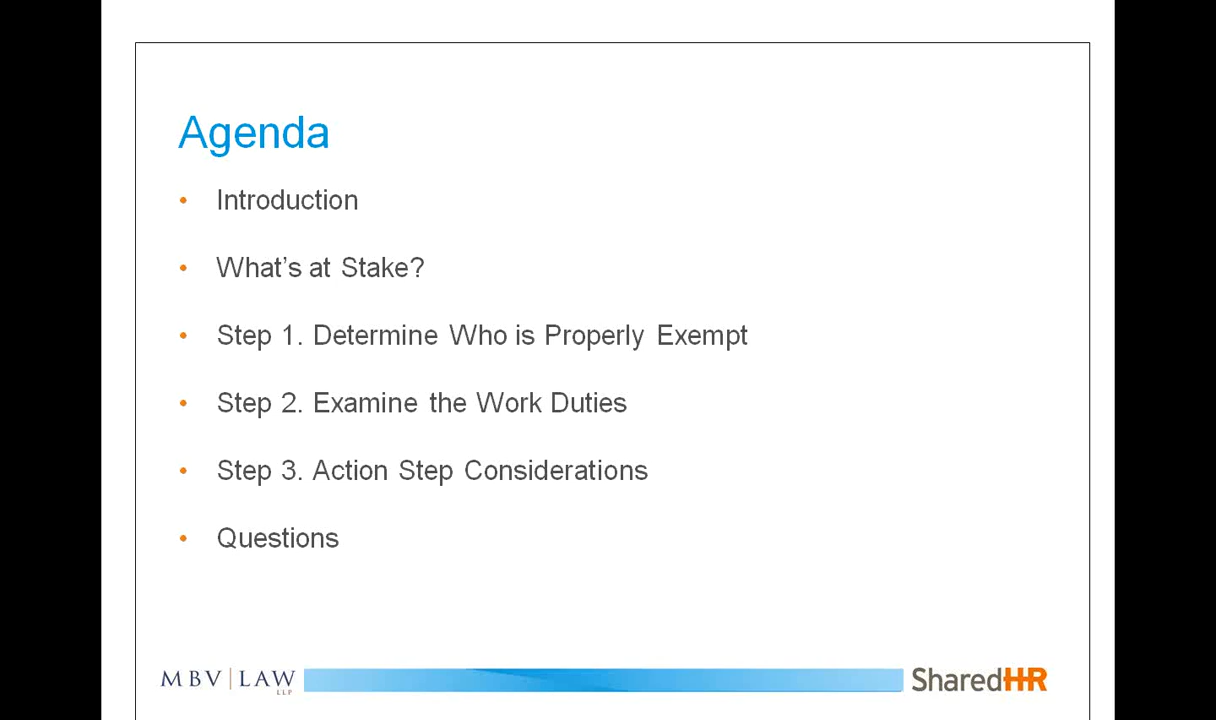 Agenda
• Introduction
• What’s at Stake?
• Step 1. Determine Who is Properly Exempt
• Step 2. Examine the Work Duties
• Step 3. Action Step Considerations
• Questions
MBV | LAW
LLP
SharedHR